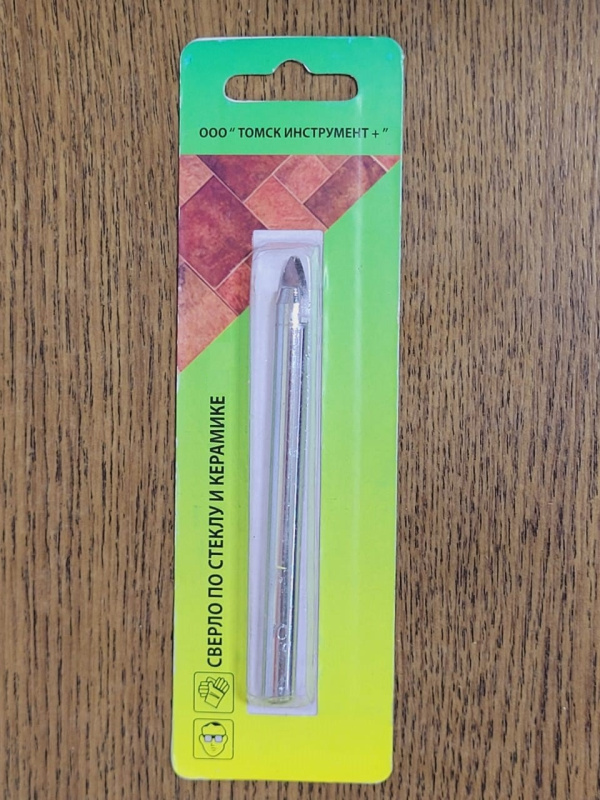 ООО " ТОМСК ИНСТРУМЕНТ + "
СВЕРЛО ПО СТЕКЛУ И КЕРАМИКЕ